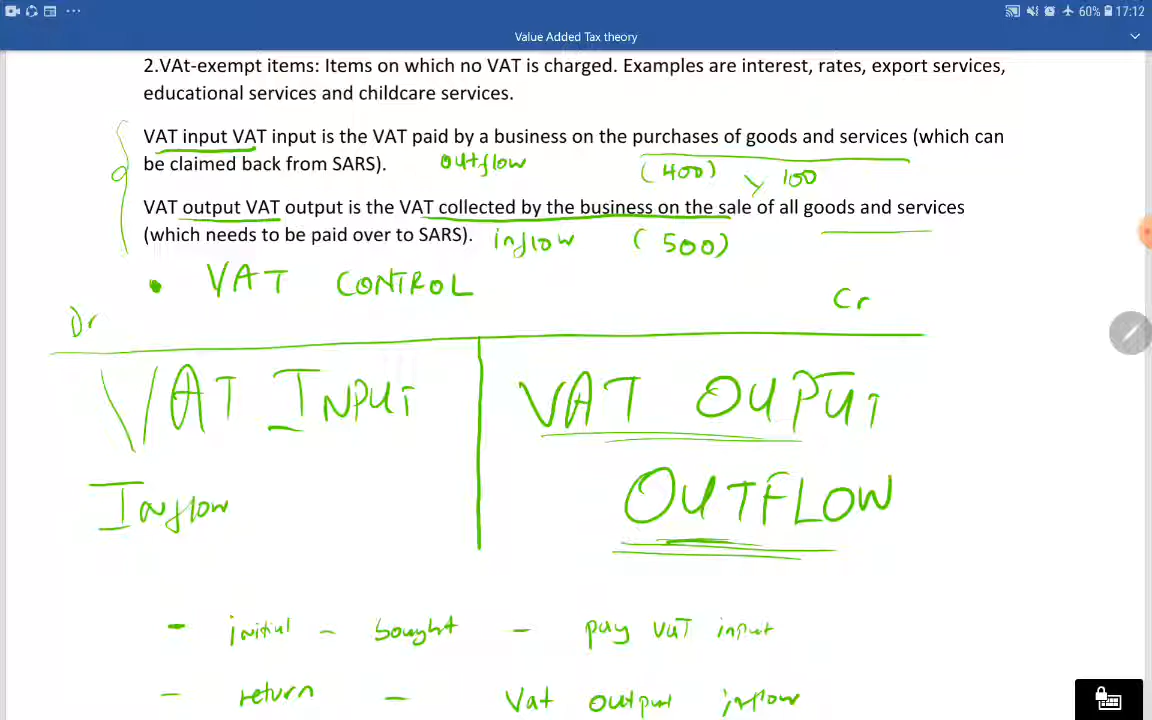 60% 17:12
Value Added Tax theory
2.VAt-exempt items: Items on which no VAT is charged. Examples are interest, rates, export services,
educational services and childcare services.
VAT input VAT input is the VAT paid by a business on the purchases of goods and services (which can
be claimed back from SARS). outflow (400) 100
VAT output VAT output is the VAT collected by the business on the sale of all goods and services
(which needs to be paid over to SARS). inflow (500)
• VAT CONTROL
Dr Cr
VAT INPUT VAT OUPUT
Inflow OUTFLOW
- initial - bought - pay VAT input
- return - Vat output inflow